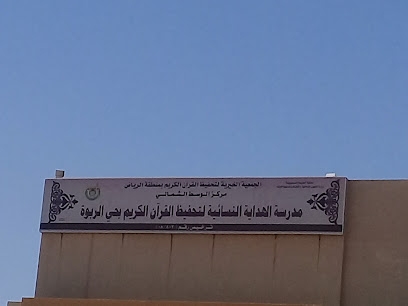 الجمعية الخيرية لتحفيظ القرآن الكريم بمنطقة الرياض
مركز الوسط الشمالي
مدرسة الهداية النسائية لتحفيظ القرآن الكريم بحي الربوة